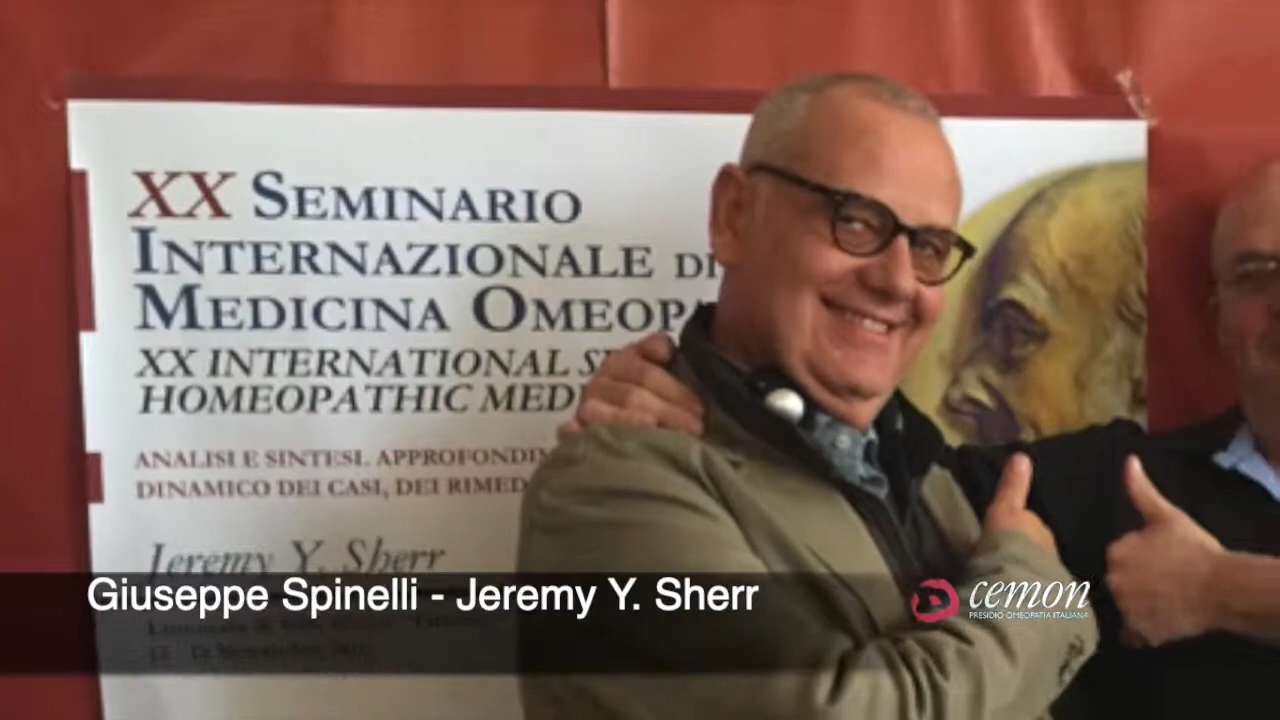 XX SEMINARIO
INTERNAZIONALE DI
MEDICINA OMEOPA
XX INTERNATIONAL S
HOMEOPATHIC MED
ANALISI E SINTESI. APPROFONDIM
DINAMICO DEI CASI, DEI RIMED
Jeremy Y. Sherr
Giuseppe Spinelli - Jeremy Y. Sherr
cemon
PRESIDIO OMEOPATIA ITALIANA